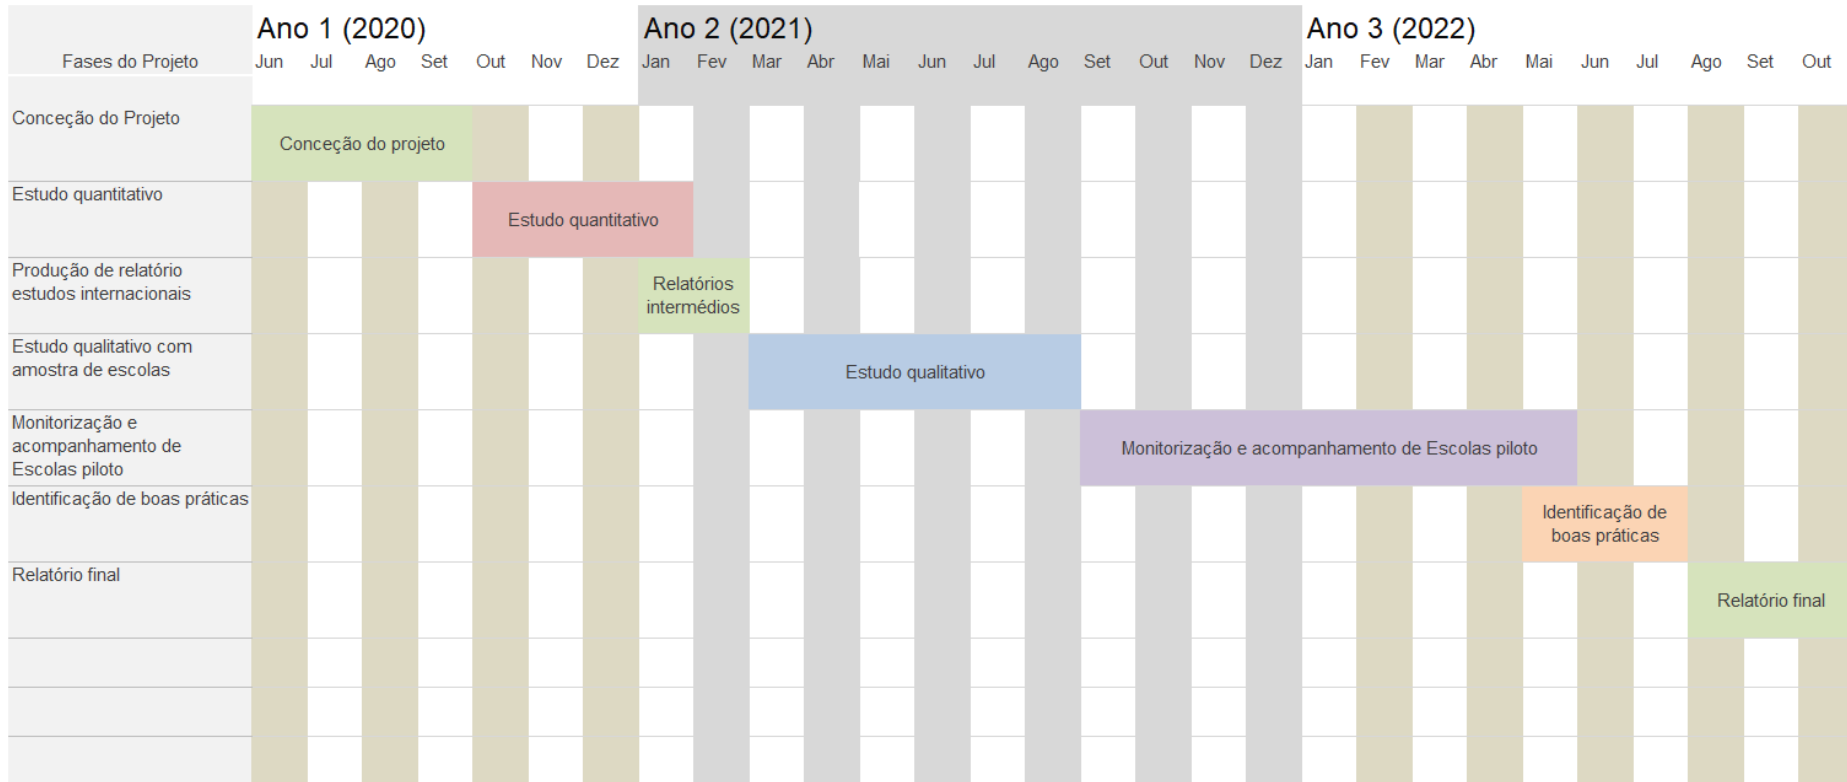 Ano 1 (2020) Ano 2 (2021) Ano 3 (2022)
Fases do Projeto Jun Jul Ago Set Out Nov Dez Jan Fev Mar Abr Mai Jun Jul Ago Set Out Nov Dez Jan Fev Mar Abr Mai Jun Jul Ago Set Out
Conceção do Projeto
Conceção do projeto
Estudo quantitativo
Estudo quantitativo
Produção de relatório
estudos internacionais
Relatórios
intermédios
Estudo qualitativo com
amostra de escolas
Estudo qualitativo
Monitorização e
acompanhamento de
Escolas piloto
Monitorização e acompanhamento de Escolas piloto
Identificação de boas práticas
Identificação de
boas práticas
Relatório final
Relatório final